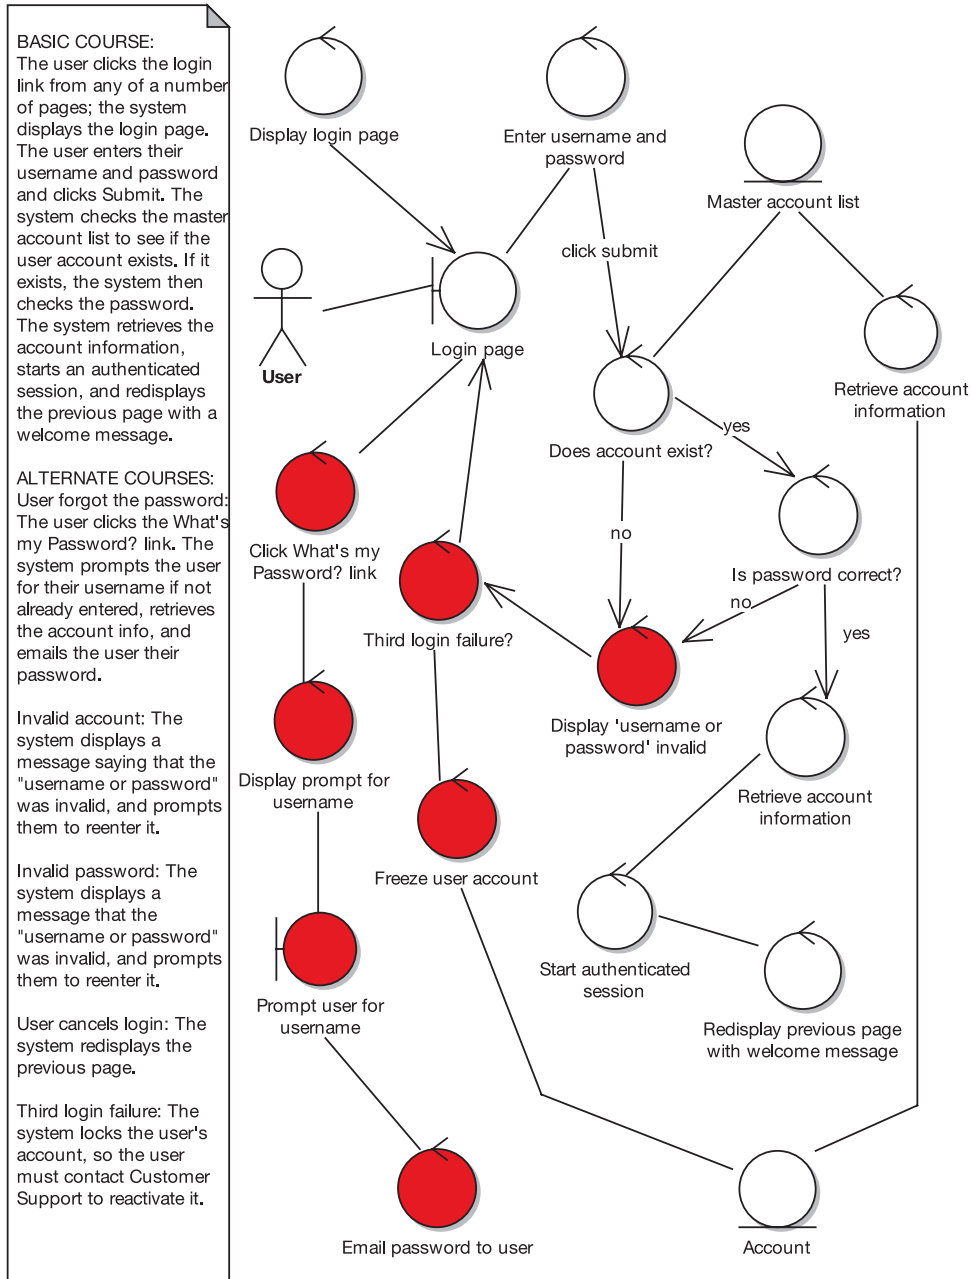 BASIC COURSE:
The user clicks the login
link from any of a number
of pages; the system
displays the login page.
The user enters their
username and password
and clicks Submit. The
system checks the master
account list to see if the
user account exists. If it
exists, the system then
checks the password.
The system retrieves the
account information,
starts an authenticated
session, and redisplays
the previous page with a
welcome message.
ALTERNATE COURSES:
User forgot the password:
The user clicks the What's
my Password? link. The
system prompts the user
for their username if not
already entered, retrieves
the account info, and
emails the user their
password.
Invalid account: The
system displays a
message saying that the
"username or password"
was invalid, and prompts
them to reenter it.
Invalid password: The
system displays a
message that the
"username or password"
was invalid, and prompts
them to reenter it.
User cancels login: The
system redisplays the
previous page.
Third login failure: The
system locks the user's
account, so the user
must contact Customer
Support to reactivate it.
Display login page
Enter username and
password
Master account list
click submit
User
Login page
Retrieve account
information
Does account exist?
yes
Click What's my
Password? link
no
Is password correct?
no
yes
Third login failure?
Display 'username or
password' invalid
Display prompt for
username
Retrieve account
information
Freeze user account
Start authenticated
session
Prompt user for
username
Redisplay previous page
with welcome message
Email password to user
Account